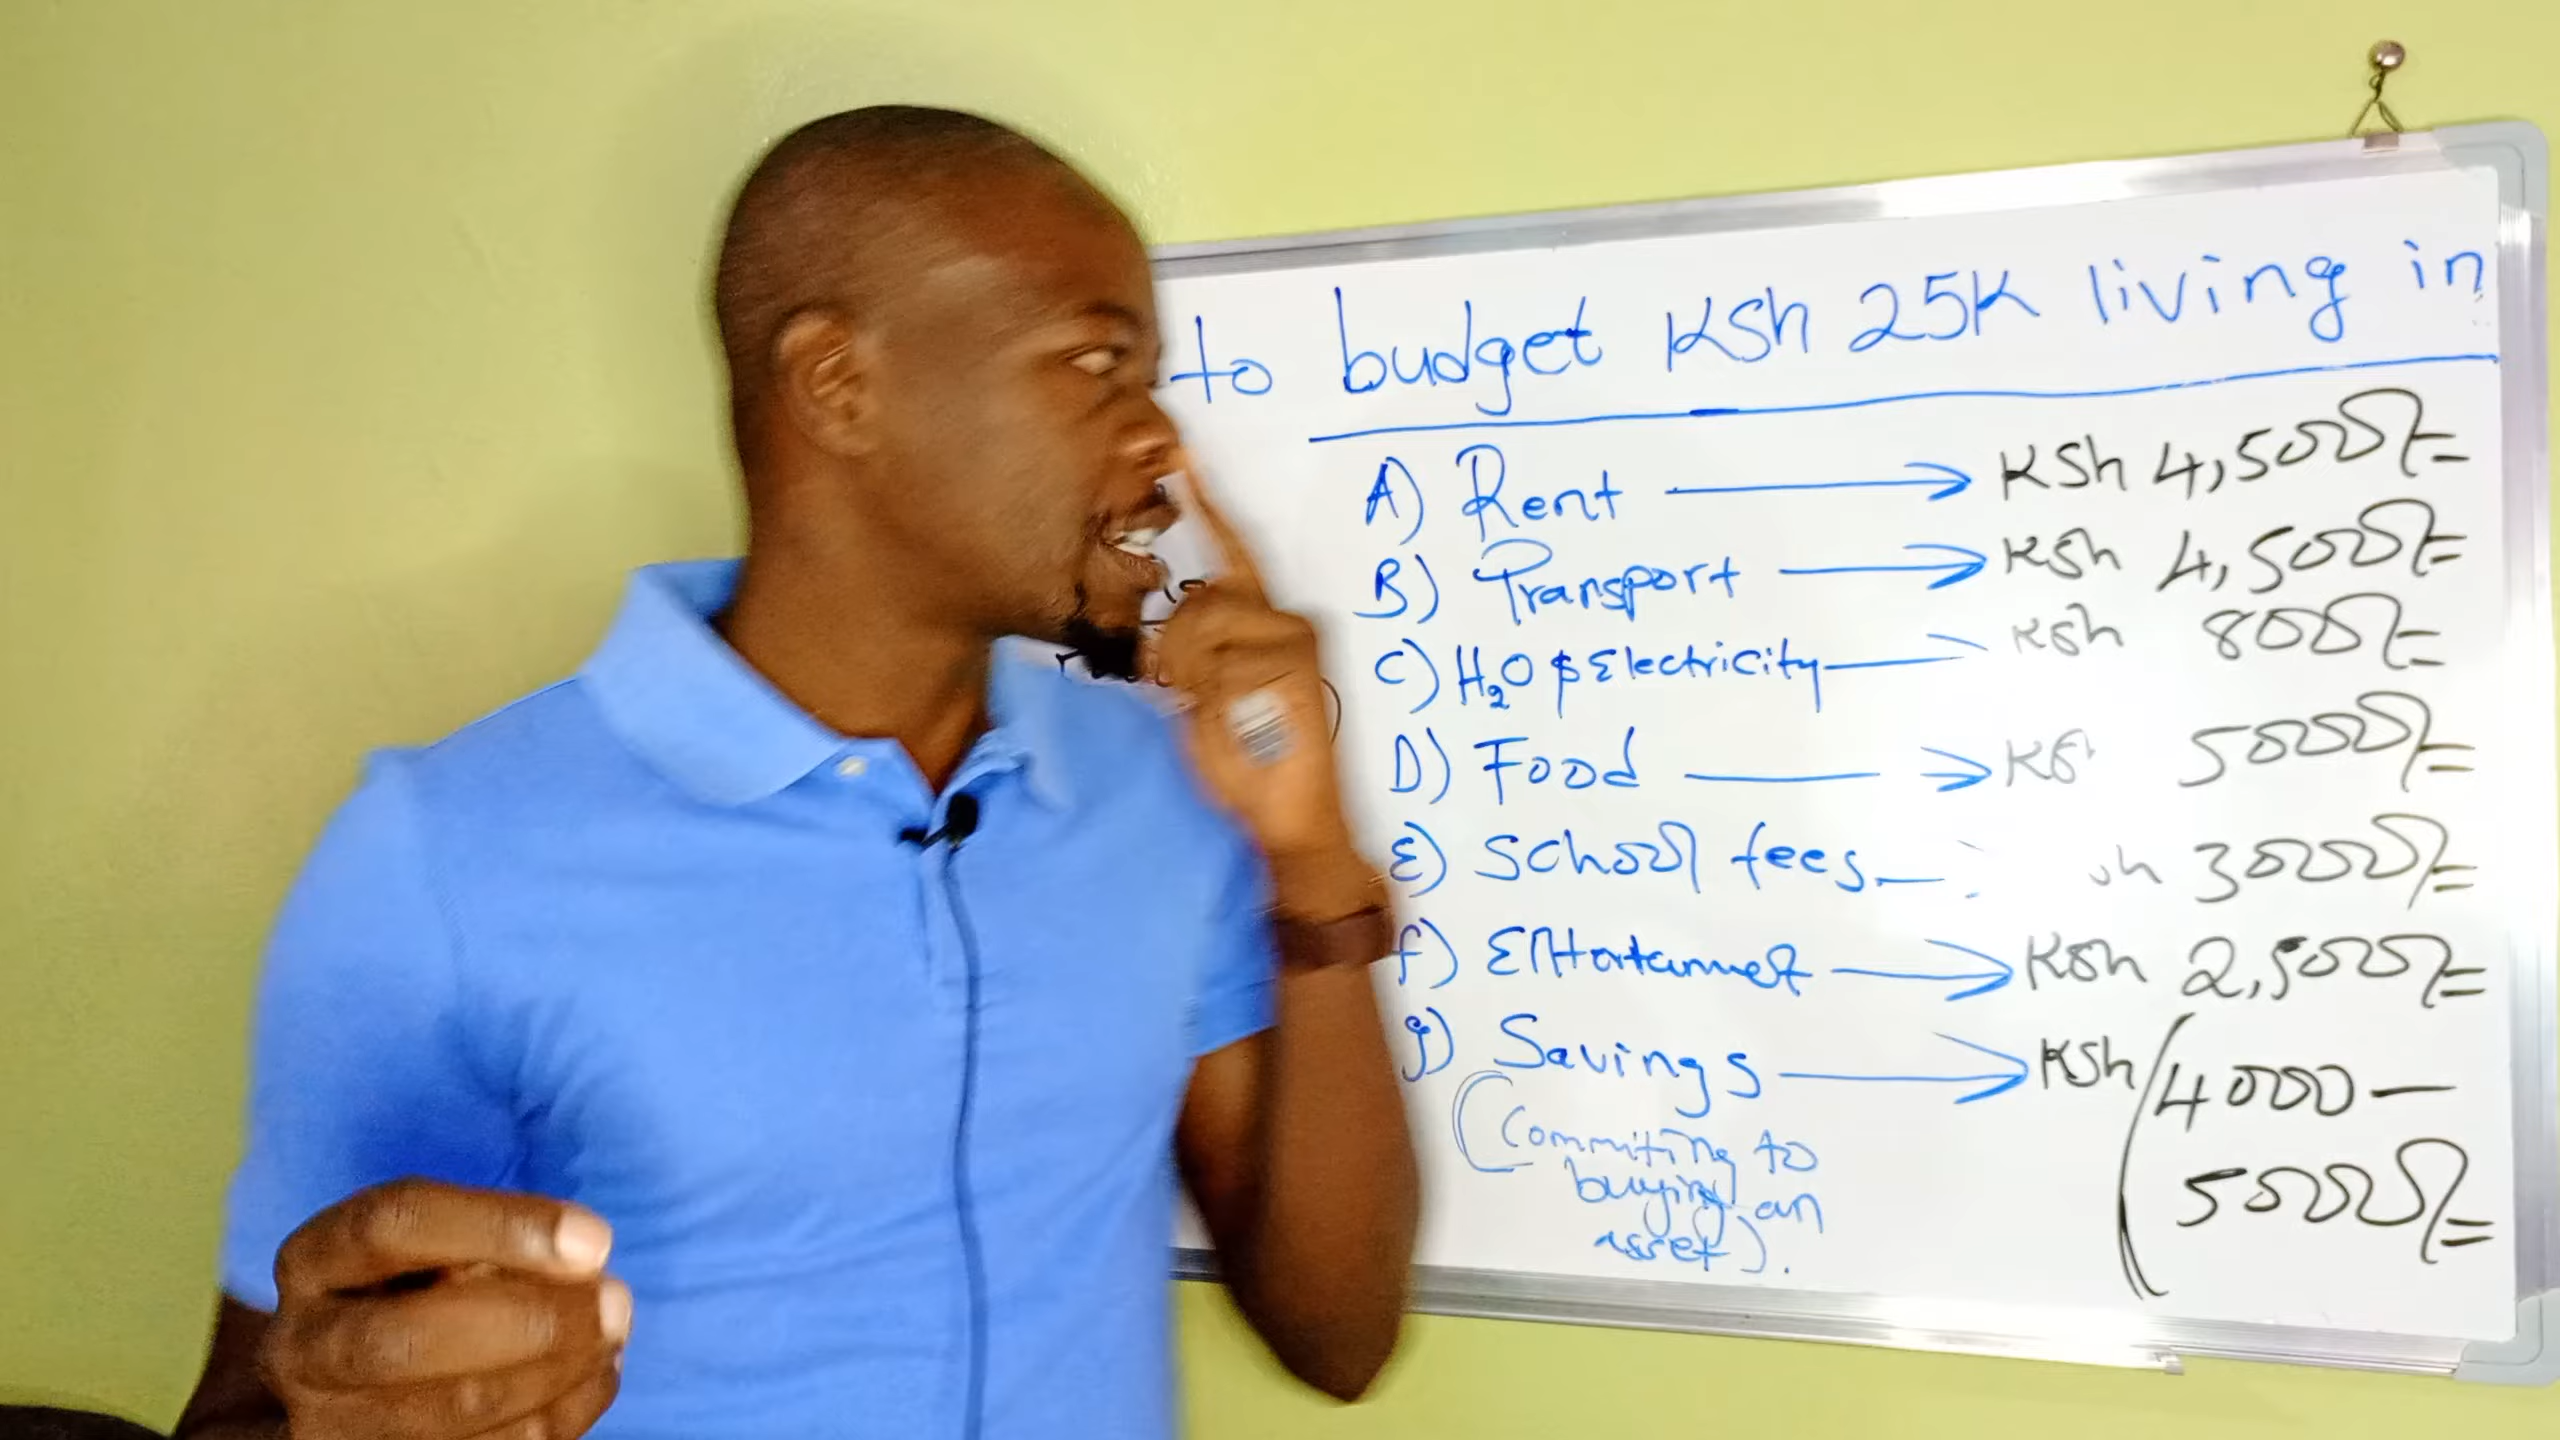 to budget KSh 25K living in
A) Rent → KSh 4,500/=
B) Transport → KSh 4,500/=
C) H₂O & Electricity → KSh 800/=
D) Food → 5000/=
E) School fees 3000/=
f) Entartainmet → KSh 2,500/=
g) Savings → KSh (4000 —
5000/=
(Commiting to
buying an
asset).